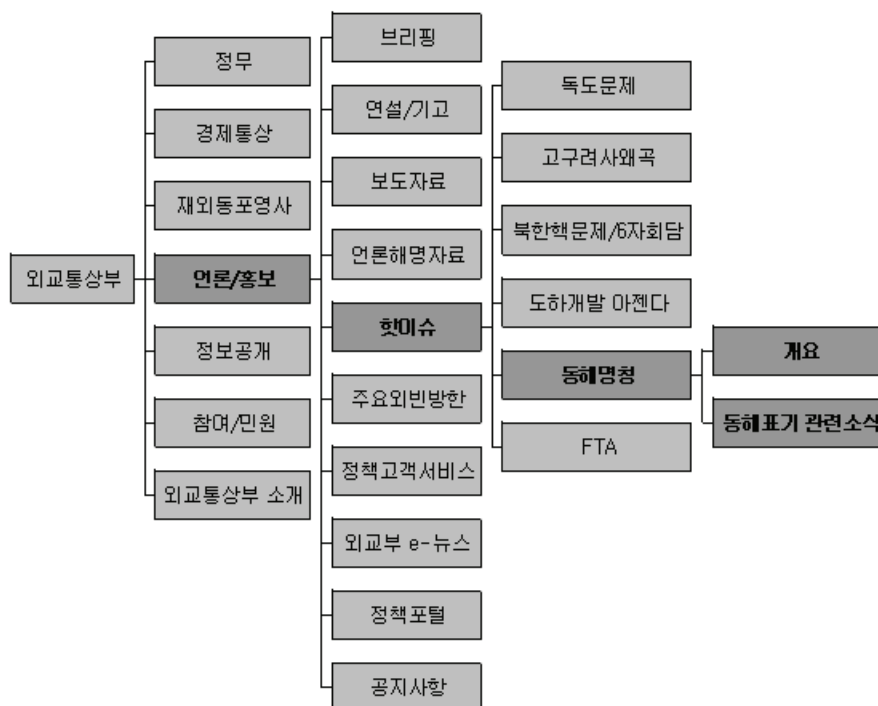 외교통상부
정무
경제통상
재외동포영사
언론/홍보
정보공개
참여/민원
외교통상부 소개
브리핑
연설/기고
보도자료
언론해명자료
핫이슈
주요외빈방한
정책고객서비스
외교부 e-뉴스
정책포털
공지사항
독도문제
고구려사왜곡
북한핵문제/6자회담
도하개발 아젠다
동해명칭
FTA
개요
동해표기 관련소식